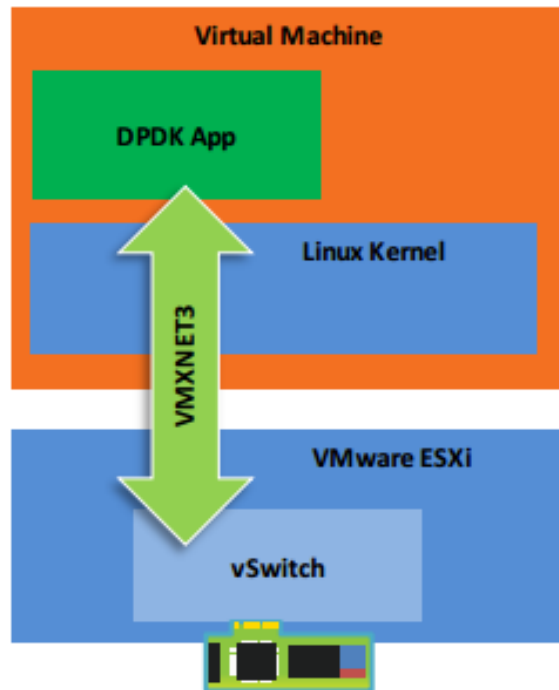 Virtual Machine
DPDK App
Linux Kernel
VMXNET3
VMware ESXi
vSwitch